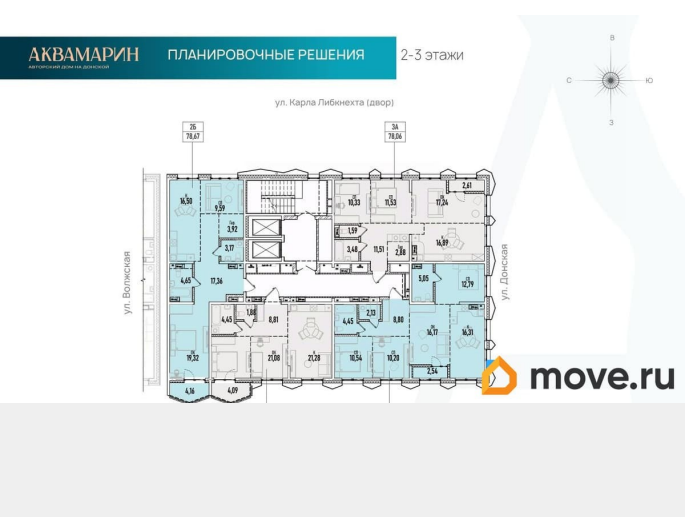 АКВАМАРИН
АВТОРСКИЙ ДОМ НА ДОНСКОЙ
ПЛАНИРОВОЧНЫЕ РЕШЕНИЯ
2-3 этажи
В
С
Ю
З
ул. Карла Либкнехта (двор)
2Б
78,67
3А
78,06
2,61
16,50
9,59
10,33
11,53
17,24
3,92
1,59
3,17
3,48
11,51
2,88
16,89
ул. Волжская
ул. Донская
4,65
17,36
5,05
12,79
4,45
1,88
8,81
4,45
2,13
8,80
16,17
16,31
19,32
21,08
21,28
10,54
10,20
2,54
4,16
4,09
move.ru